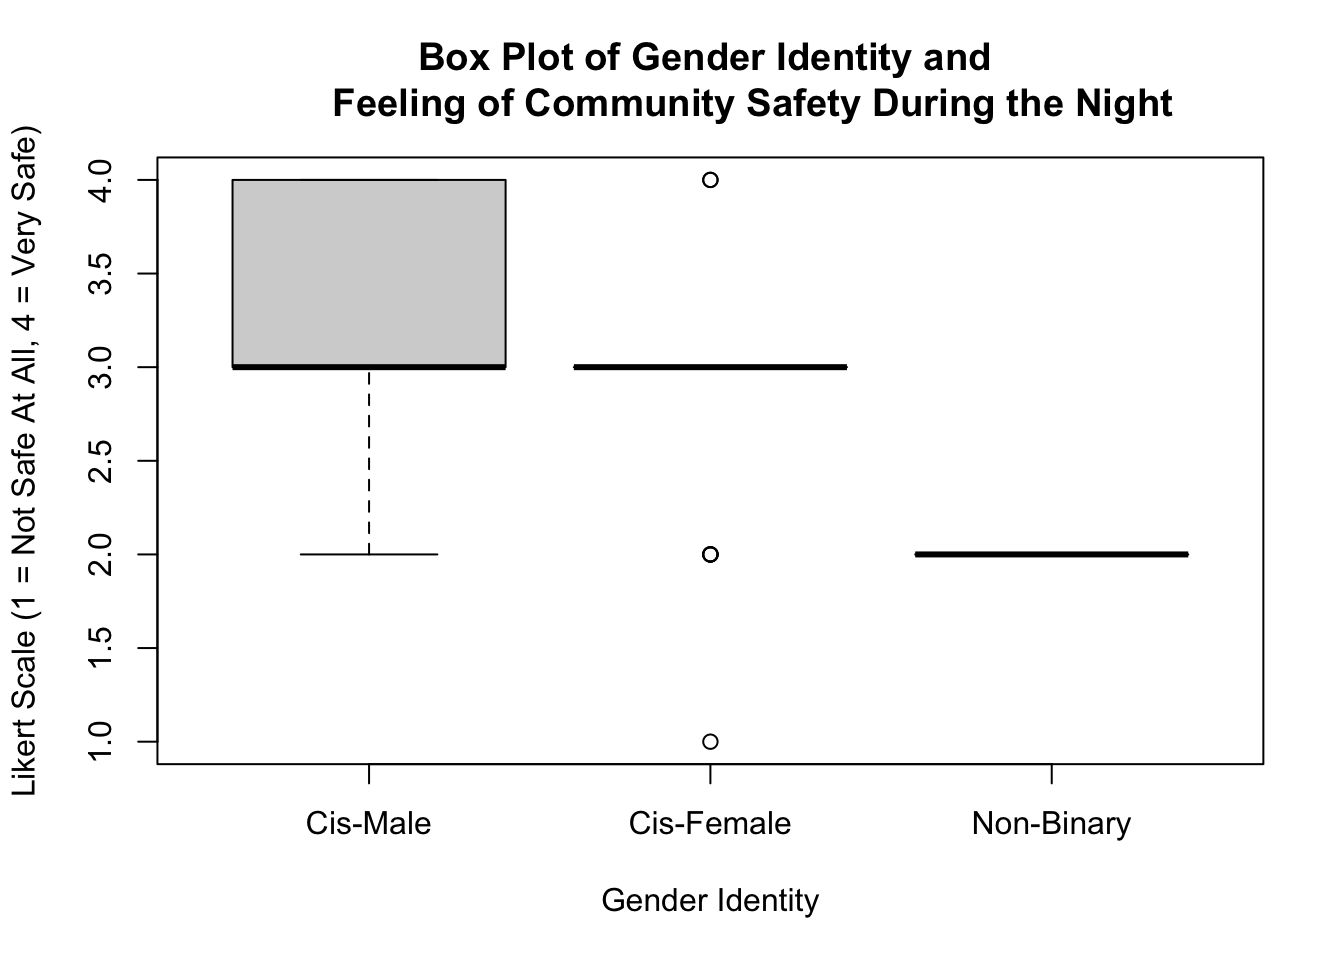 Box Plot of Gender Identity and
Feeling of Community Safety During the Night
Likert Scale (1 = Not Safe At All, 4 = Very Safe)
4.0
3.5
3.0
2.5
2.0
1.5
1.0
Cis-Male
Cis-Female
Non-Binary
Gender Identity